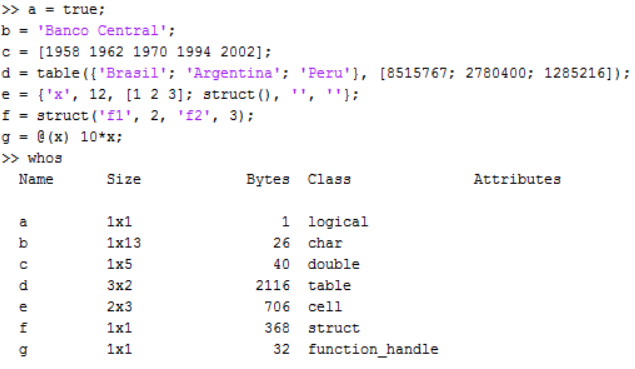 >> a = true;
b = 'Banco Central';
c = [1958 1962 1970 1994 2002];
d = table({'Brasil'; 'Argentina'; 'Peru'}, [8515767; 2780400; 1285216]);
e = {'x', 12, [1 2 3]; struct(), '', ''};
f = struct('f1', 2, 'f2', 3);
g = @(x) 10*x;
>> whos
Name Size Bytes Class Attributes
a 1x1 1 logical
b 1x13 26 char
c 1x5 40 double
d 3x2 2116 table
e 2x3 706 cell
f 1x1 368 struct
g 1x1 32 function_handle